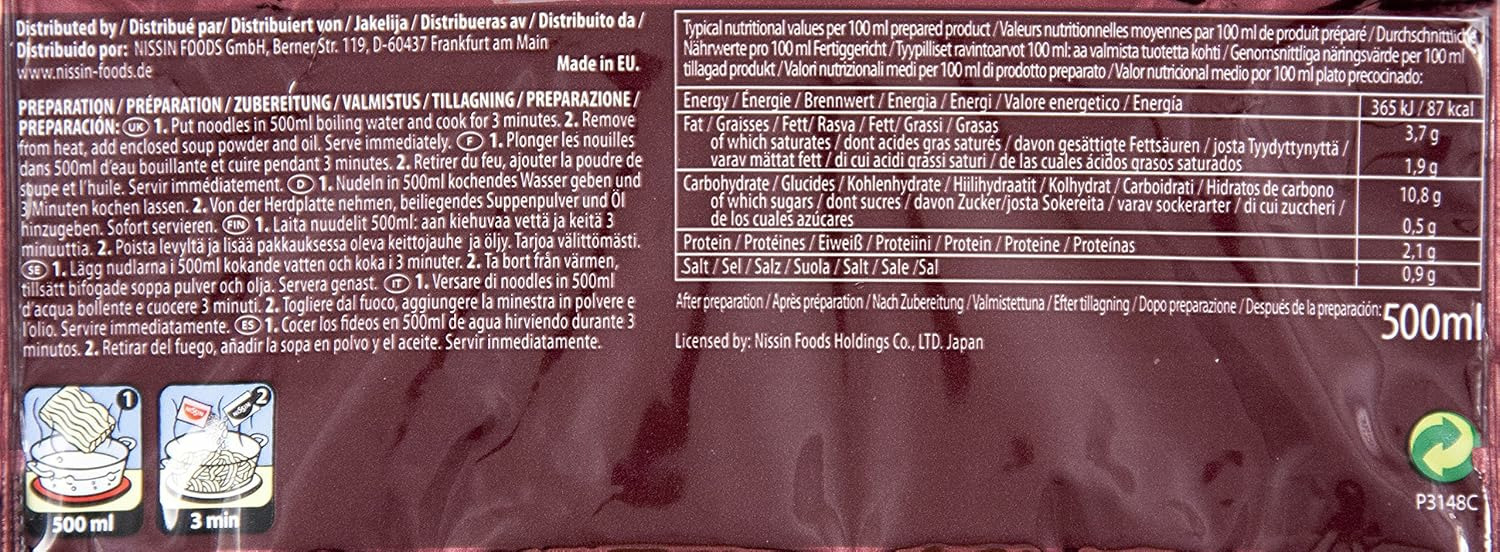 Distributed by / Distribué par/ Distribuiert von / Jakelija / Distribueras av / Distribuito da /
Distribuido por: NISSIN FOODS GmbH, Berner Str. 119, D-60437 Frankfurt am Main
www.nissin-foods.de
Made in EU.
PREPARATION / PRÉPARATION / ZUBEREITUNG / VALMISTUS / TILLAGNING / PREPARAZIONE /
PREPARACIÓN: UK 1. Put noodles in 500ml boiling water and cook for 3 minutes. 2. Remove
from heat, add enclosed soup powder and oil. Serve immediately. F 1. Plonger les nouilles
dans 500ml d'eau bouillante et cuire pendant 3 minutes. 2. Retirer du feu, ajouter la poudre de
soupe et l'huile. Servir immédiatement. D 1. Nudeln in 500ml kochendes Wasser geben und
3 Minuten kochen lassen. 2. Von der Herdplatte nehmen, beiliegendes Suppenpulver und Öl
hinzugeben. Sofort servieren. FIN 1. Laita nuudelit 500ml: aan kiehuvaa vettä ja keitä 3
minuuttia. 2. Poista levyltä ja lisää pakkauksessa oleva keittojauhe ja öljy. Tarjoa välittömästi.
SE 1. Lägg nudlarna i 500ml kokande vatten och koka i 3 minuter. 2. Ta bort från värmen,
tillsätt bifogade soppa pulver och olja. Servera genast. IT 1. Versare di noodles in 500ml
d'acqua bollente e cuocere 3 minuti. 2. Togliere dal fuoco, aggiungere la minestra in polvere e
l'olio. Servire immediatamente. ES 1. Cocer los fideos en 500ml de agua hirviendo durante 3
minutos. 2. Retirar del fuego, añadir la sopa en polvo y el aceite. Servir inmediatamente.
1
NISSIN
NISSIN
2
500 ml
3 min
Typical nutritional values per 100 ml prepared product / Valeurs nutritionnelles moyennes par 100 ml de produit préparé / Durchschnittliche
Nährwerte pro 100 ml Fertiggericht / Tyypilliset ravintoarvot 100 ml: aa valmista tuotetta kohti / Genomsnittliga näringsvärde per 100 ml
tillagad produkt / Valori nutrizionali medi per 100 ml di prodotto preparato / Valor nutricional medio por 100 ml plato precocinado:
Energy / Énergie / Brennwert / Energia / Energi / Valore energetico / Energía 365 kJ / 87 kcal
Fat / Graisses / Fett/ Rasva / Fett/ Grassi / Grasas 3,7 g
of which saturates / dont acides gras saturés / davon gesättigte Fettsäuren / josta Tyydyttynyttä /
varav mättat fett / di cui acidi grassi saturi / de las cuales ácidos grasos saturados 1,9 g
Carbohydrate / Glucides / Kohlenhydrate / Hiilihydraatit / Kolhydrat / Carboidrati / Hidratos de carbono 10,8 g
of which sugars / dont sucres / davon Zucker/josta Sokereita / varav sockerarter / di cui zuccheri /
de los cuales azúcares 0,5 g
Protein / Protéines / Eiweiß / Proteiini / Protein / Proteine / Proteínas 2,1 g
Salt / Sel / Salz / Suola / Salt / Sale /Sal 0,9 g
After preparation / Après préparation / Nach Zubereitung / Valmistettuna / Efter tillagning / Dopo preparazione / Después de la preparación: 500ml
Licensed by: Nissin Foods Holdings Co., LTD. Japan
P3148C